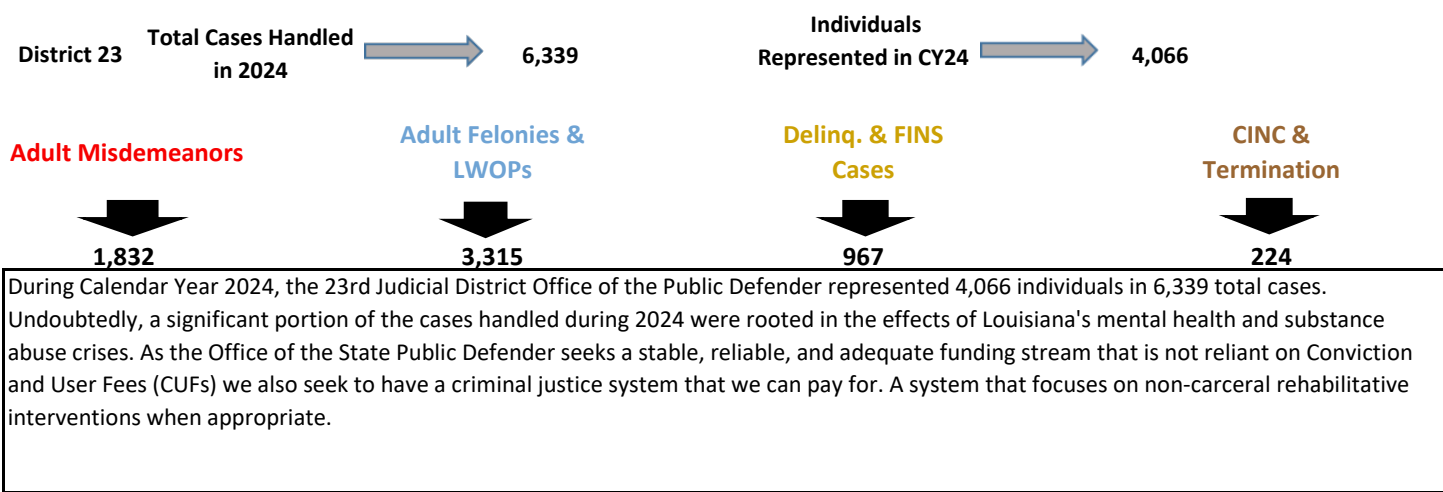 District 23
Total Cases Handled
in 2024
6,339
Individuals
Represented in CY24
4,066
Adult Misdemeanors
Adult Felonies &
LWOPs
Delinq. & FINS
Cases
CINC &
Termination
1,832
3,315
967
224
During Calendar Year 2024, the 23rd Judicial District Office of the Public Defender represented 4,066 individuals in 6,339 total cases.
Undoubtedly, a significant portion of the cases handled during 2024 were rooted in the effects of Louisiana's mental health and substance
abuse crises. As the Office of the State Public Defender seeks a stable, reliable, and adequate funding stream that is not reliant on Conviction
and User Fees (CUFs) we also seek to have a criminal justice system that we can pay for. A system that focuses on non-carceral rehabilitative
interventions when appropriate.